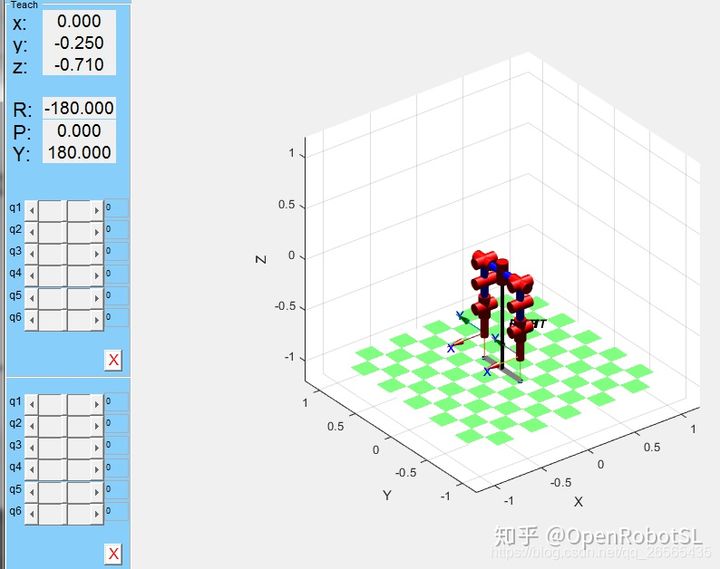 Teach
x: 0.000
y: -0.250
z: -0.710
R: -180.000
P: 0.000
Y: 180.000
q1 0
q2 0
q3 0
q4 0
q5 0
q6 0
X
q1 0
q2 0
q3 0
q4 0
q5 0
q6 0
X
1
0.5
0
-0.5
-1
Z
1
0.5
0
-0.5
-1
Y
-1
-0.5
0
0.5
1
X
Y
X
Y
X
知乎 @OpenRobotSL
https://blog.csdn.net/qq_26565435